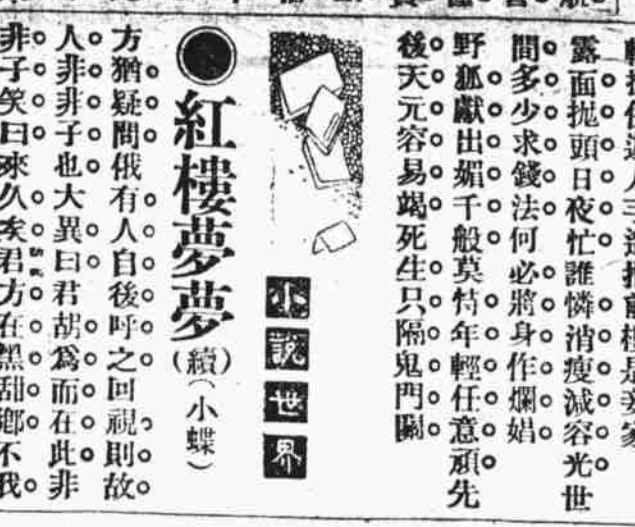 露面抛頭日夜忙誰憐消瘦減容光世
間多少求錢法何必將身作爛娼
野狐獻出媚千般莫特年輕任意頑先
後天元容易竭死生只隔鬼門關
小說世界
紅樓夢夢(續)(小蝶)
方猶疑間俄有人自後呼之回視則故
人非非子也大異曰君胡爲而在此非
非子笑曰來久矣君方在黑甜鄉不我